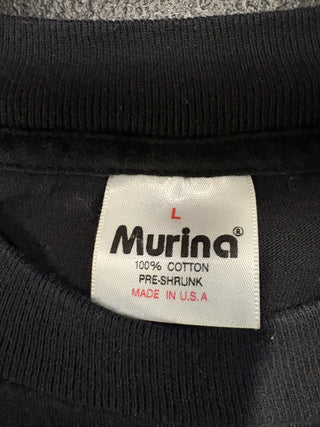 L
Murina®
100% COTTON
PRE-SHRUNK
MADE IN U.S.A